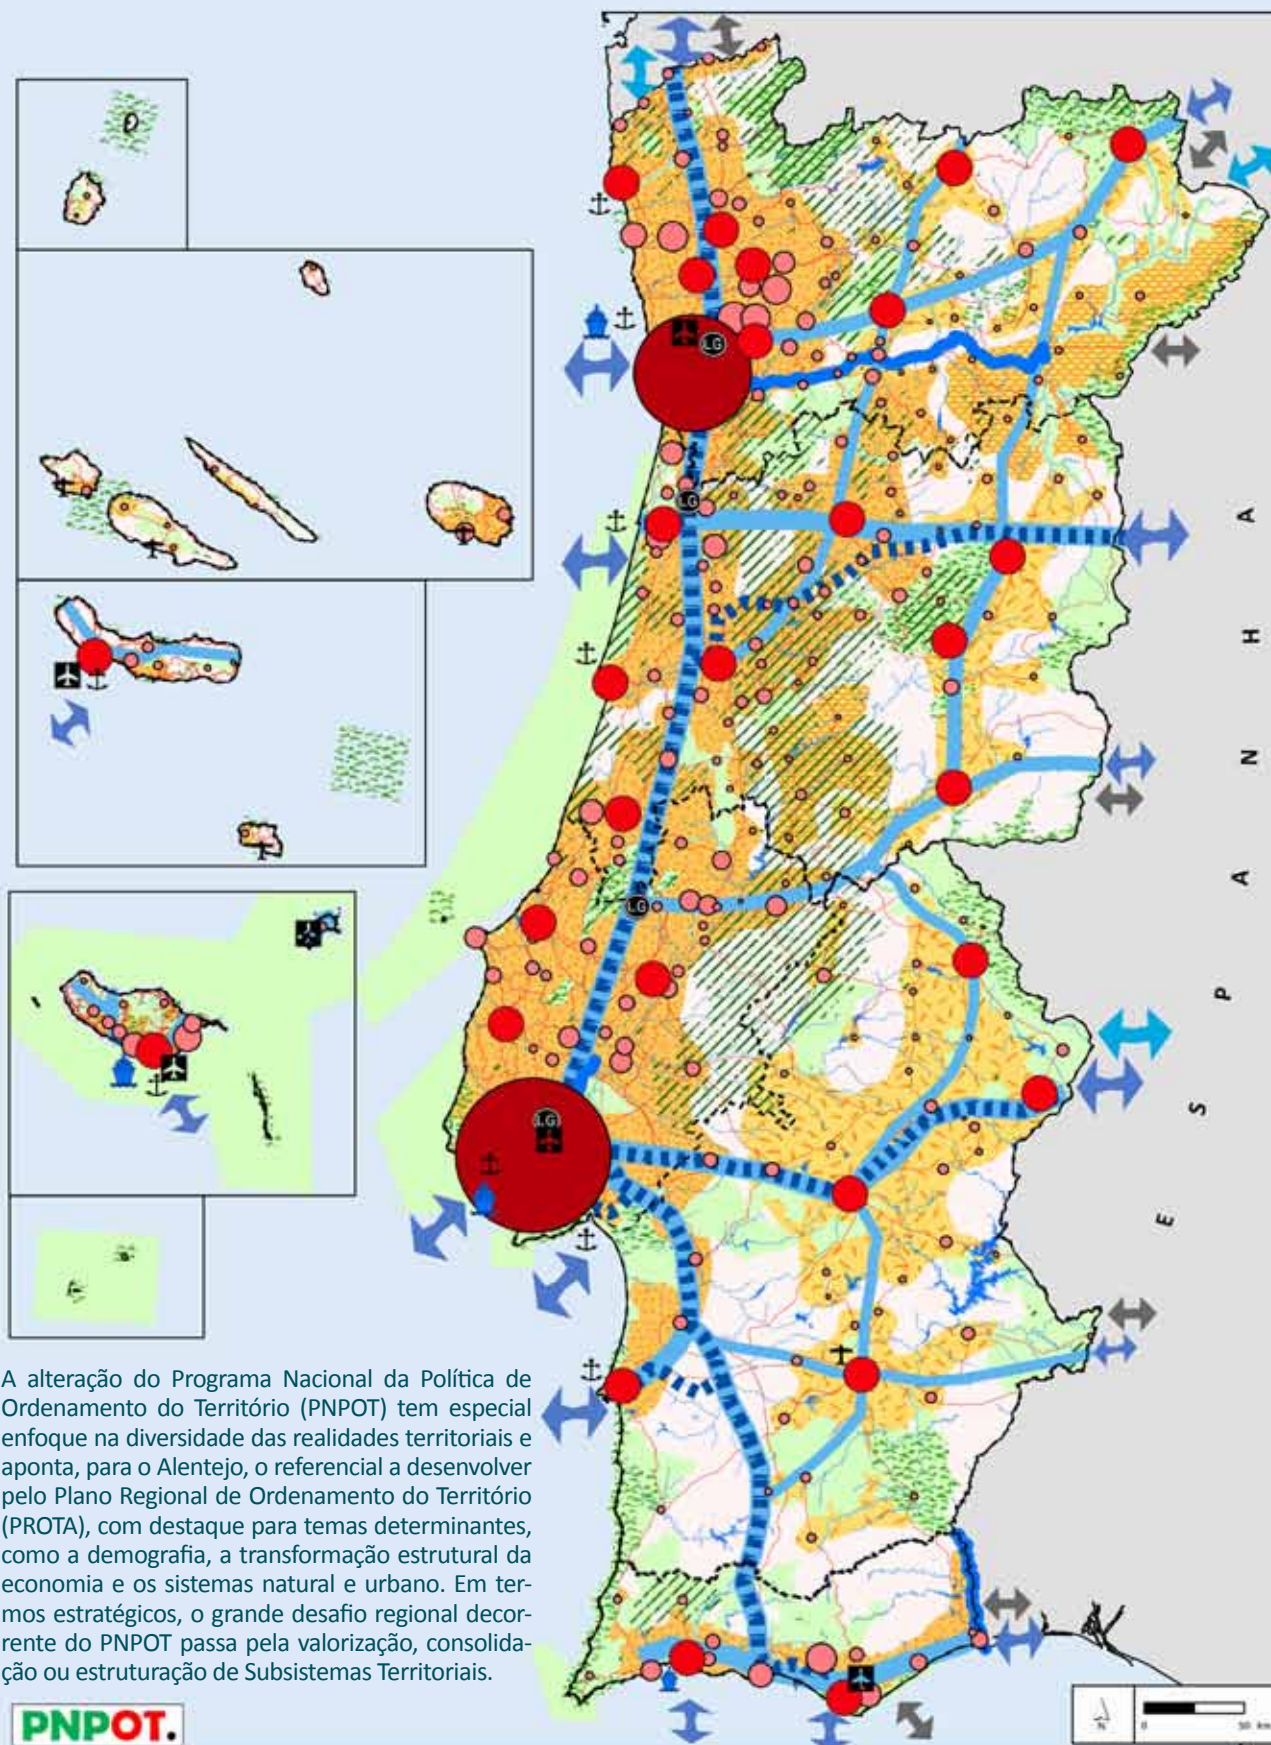 LG
LG
LG
LG
A
H
N
A
P
S
E
A alteração do Programa Nacional da Política de
Ordenamento do Território (PNPOT) tem especial
enfoque na diversidade das realidades territoriais e
aponta, para o Alentejo, o referencial a desenvolver
pelo Plano Regional de Ordenamento do Território
(PROTA), com destaque para temas determinantes,
como a demografia, a transformação estrutural da
economia e os sistemas natural e urbano. Em ter-
mos estratégicos, o grande desafio regional decor-
rente do PNPOT passa pela valorização, consolida-
ção ou estruturação de Subsistemas Territoriais.
PNPOT.
N
0 50 km